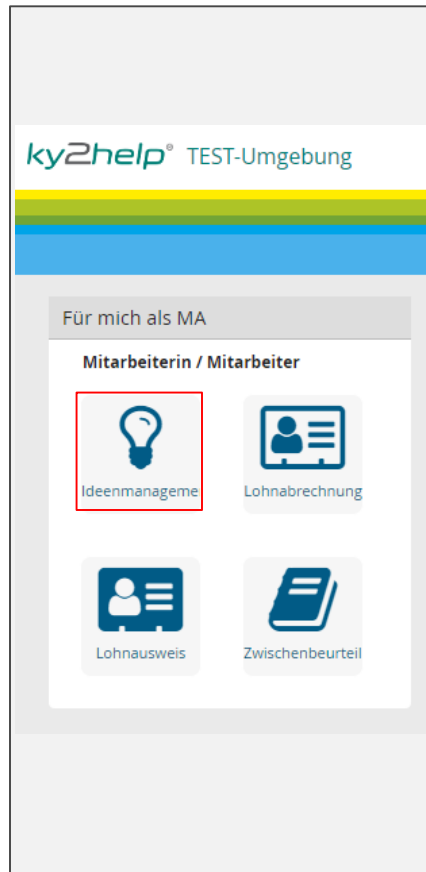 ky2help® TEST-Umgebung
Für mich als MA
Mitarbeiterin / Mitarbeiter
Ideenmanageme
Lohnabrechnung
Lohnausweis
Zwischenbeurteil